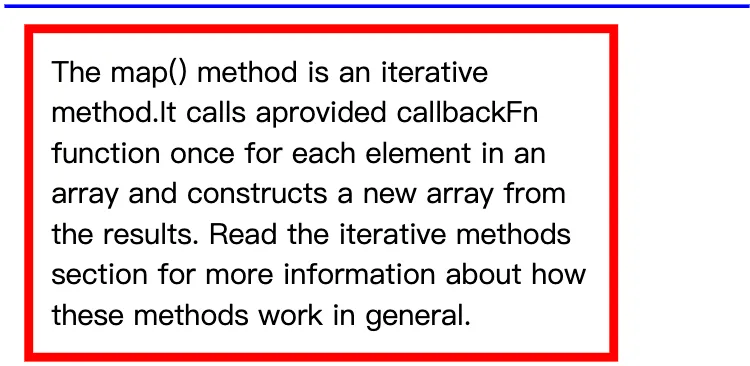 The map() method is an iterative
method.It calls aprovided callbackFn
function once for each element in an
array and constructs a new array from
the results. Read the iterative methods
section for more information about how
these methods work in general.